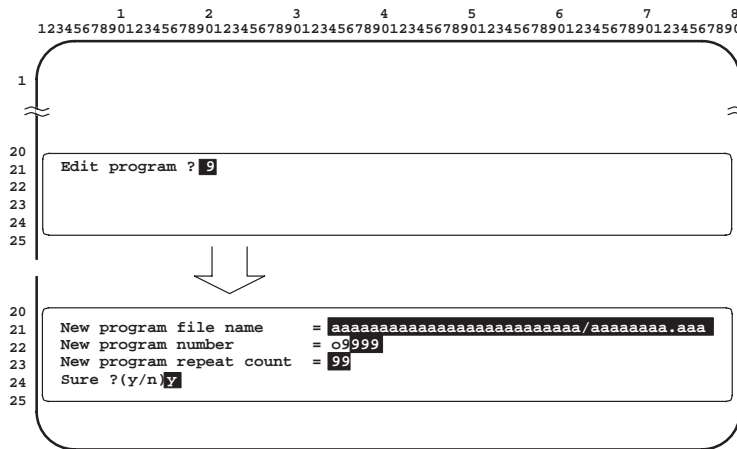 1 2 3 4 5 6 7 8
12345678901234567890123456789012345678901234567890123456789012345678901234567890
1
20
21 Edit program ? 9
22
23
24
25
20
21 New program file name = aaaaaaaaaaaaaaaaaaaaaaaaaa/aaaaaaaa.aaa
22 New program number = o9999
23 New program repeat count = 99
24 Sure ?(y/n)y
25